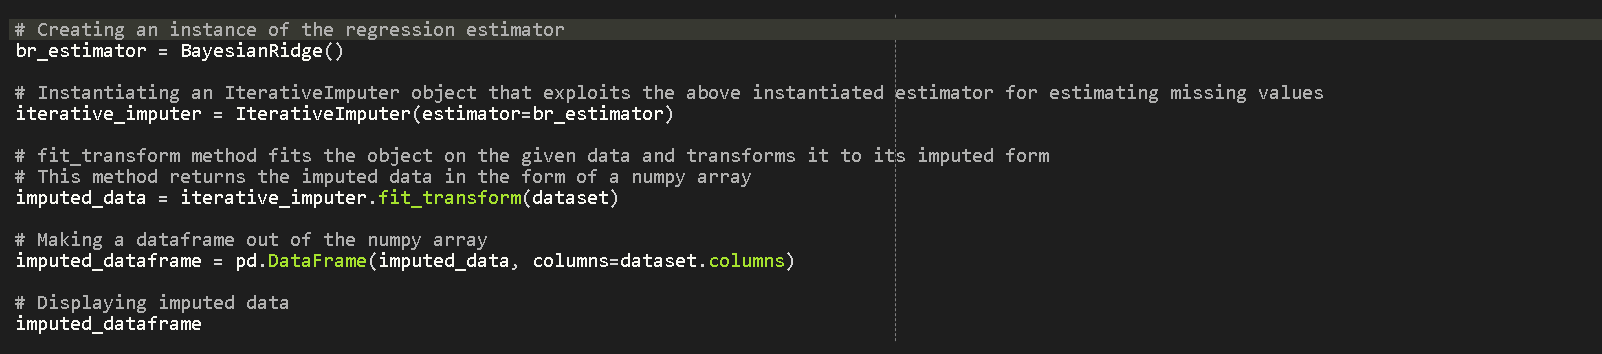 # Creating an instance of the regression estimator
br_estimator = BayesianRidge()
# Instantiating an IterativeImputer object that exploits the above instantiated estimator for estimating missing values
iterative_imputer = IterativeImputer(estimator=br_estimator)
# fit_transform method fits the object on the given data and transforms it to its imputed form
# This method returns the imputed data in the form of a numpy array
imputed_data = iterative_imputer.fit_transform(dataset)
# Making a dataframe out of the numpy array
imputed_dataframe = pd.DataFrame(imputed_data, columns=dataset.columns)
# Displaying imputed data
imputed_dataframe